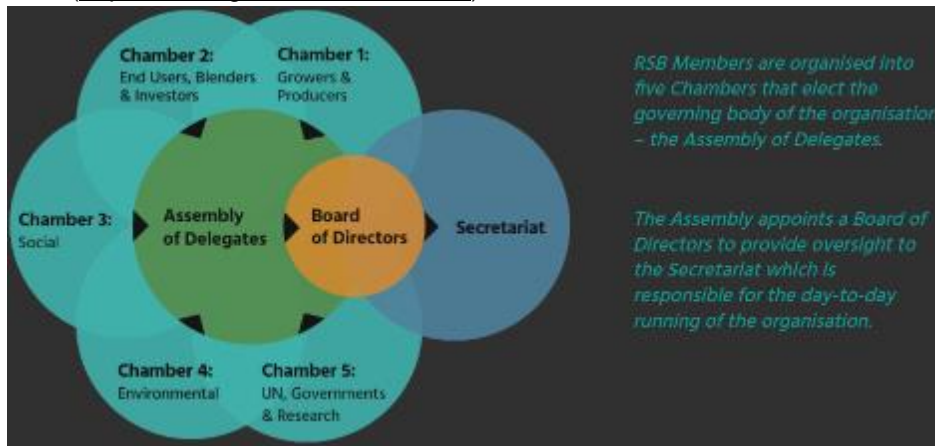 Chamber 2:
End Users, Blenders
& Investors
Chamber 1:
Growers &
Producers
Chamber 3:
Social
Assembly
of Delegates
Board
of Directors
Secretariat
Chamber 4:
Environmental
Chamber 5:
UN, Governments
& Research
RSB Members are organised into
five Chambers that elect the
governing body of the organisation
– the Assembly of Delegates.
The Assembly appoints a Board of
Directors to provide oversight to
the Secretariat which is
responsible for the day-to-day
running of the organisation.